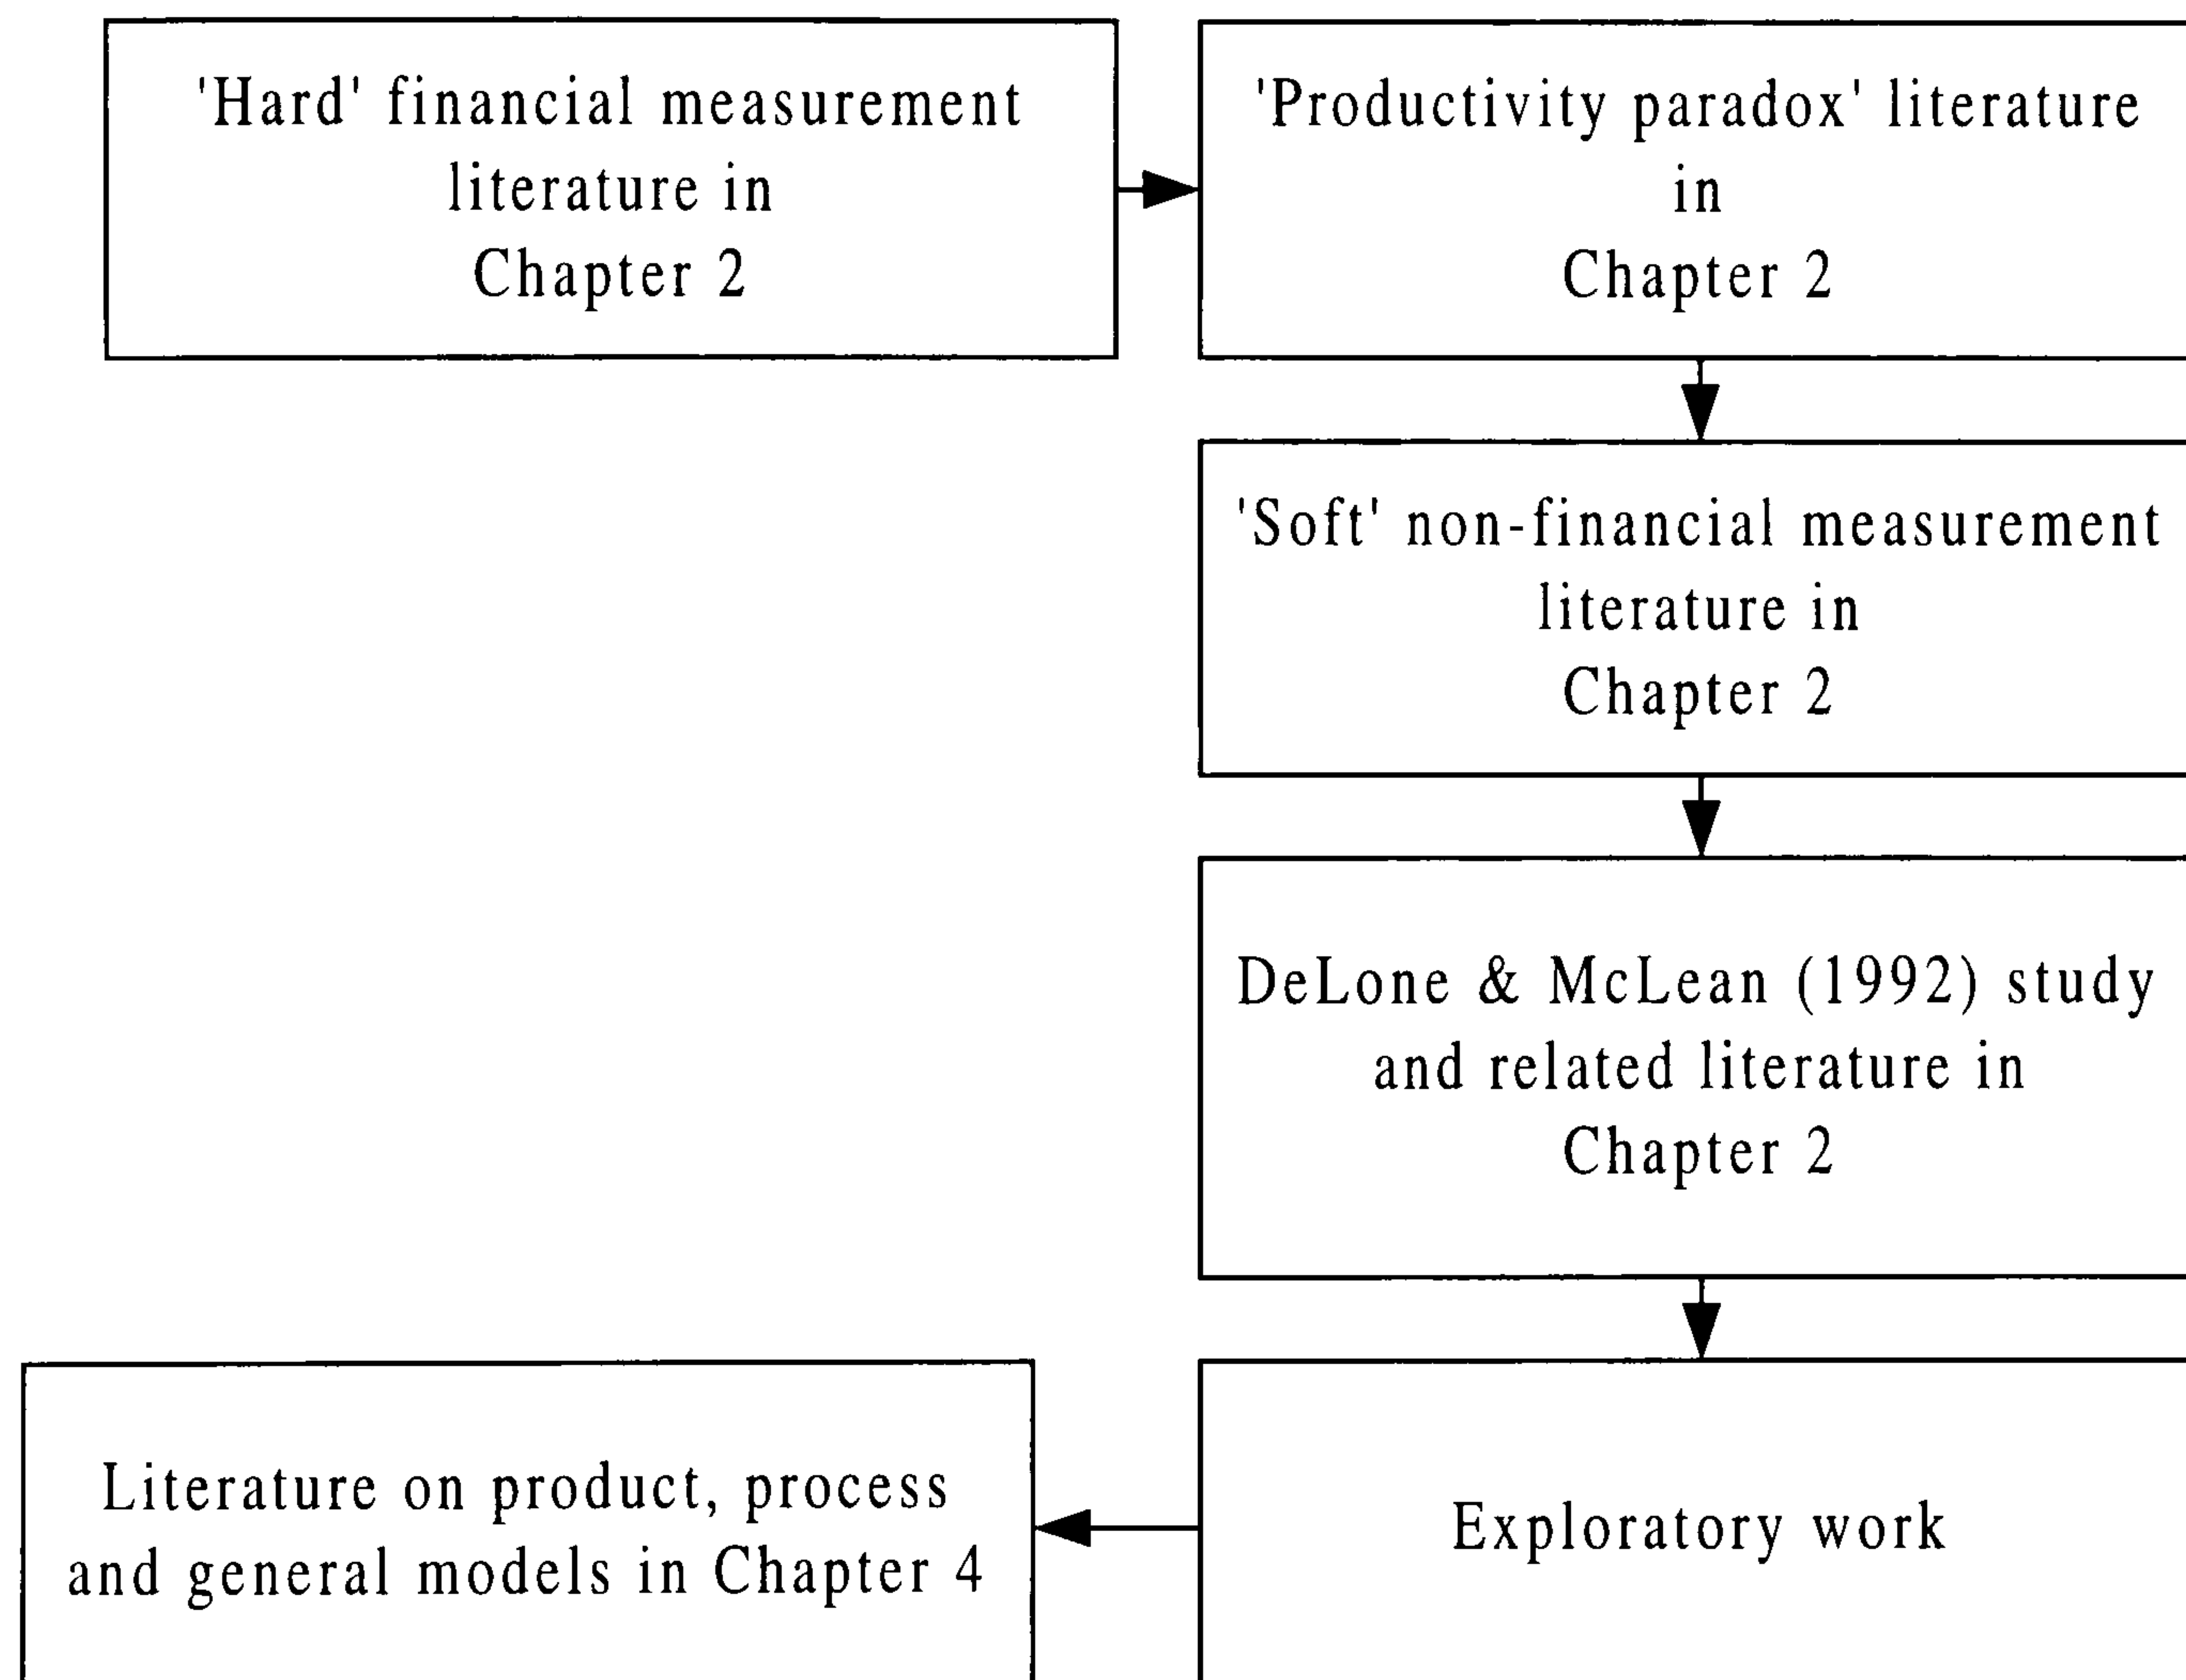 'Hard' financial measurement
literature in
Chapter 2
'Productivity paradox' literature
in
Chapter 2
'Soft' non-financial measurement
literature in
Chapter 2
DeLone & McLean (1992) study
and related literature in
Chapter 2
Exploratory work
Literature on product, process
and general models in Chapter 4